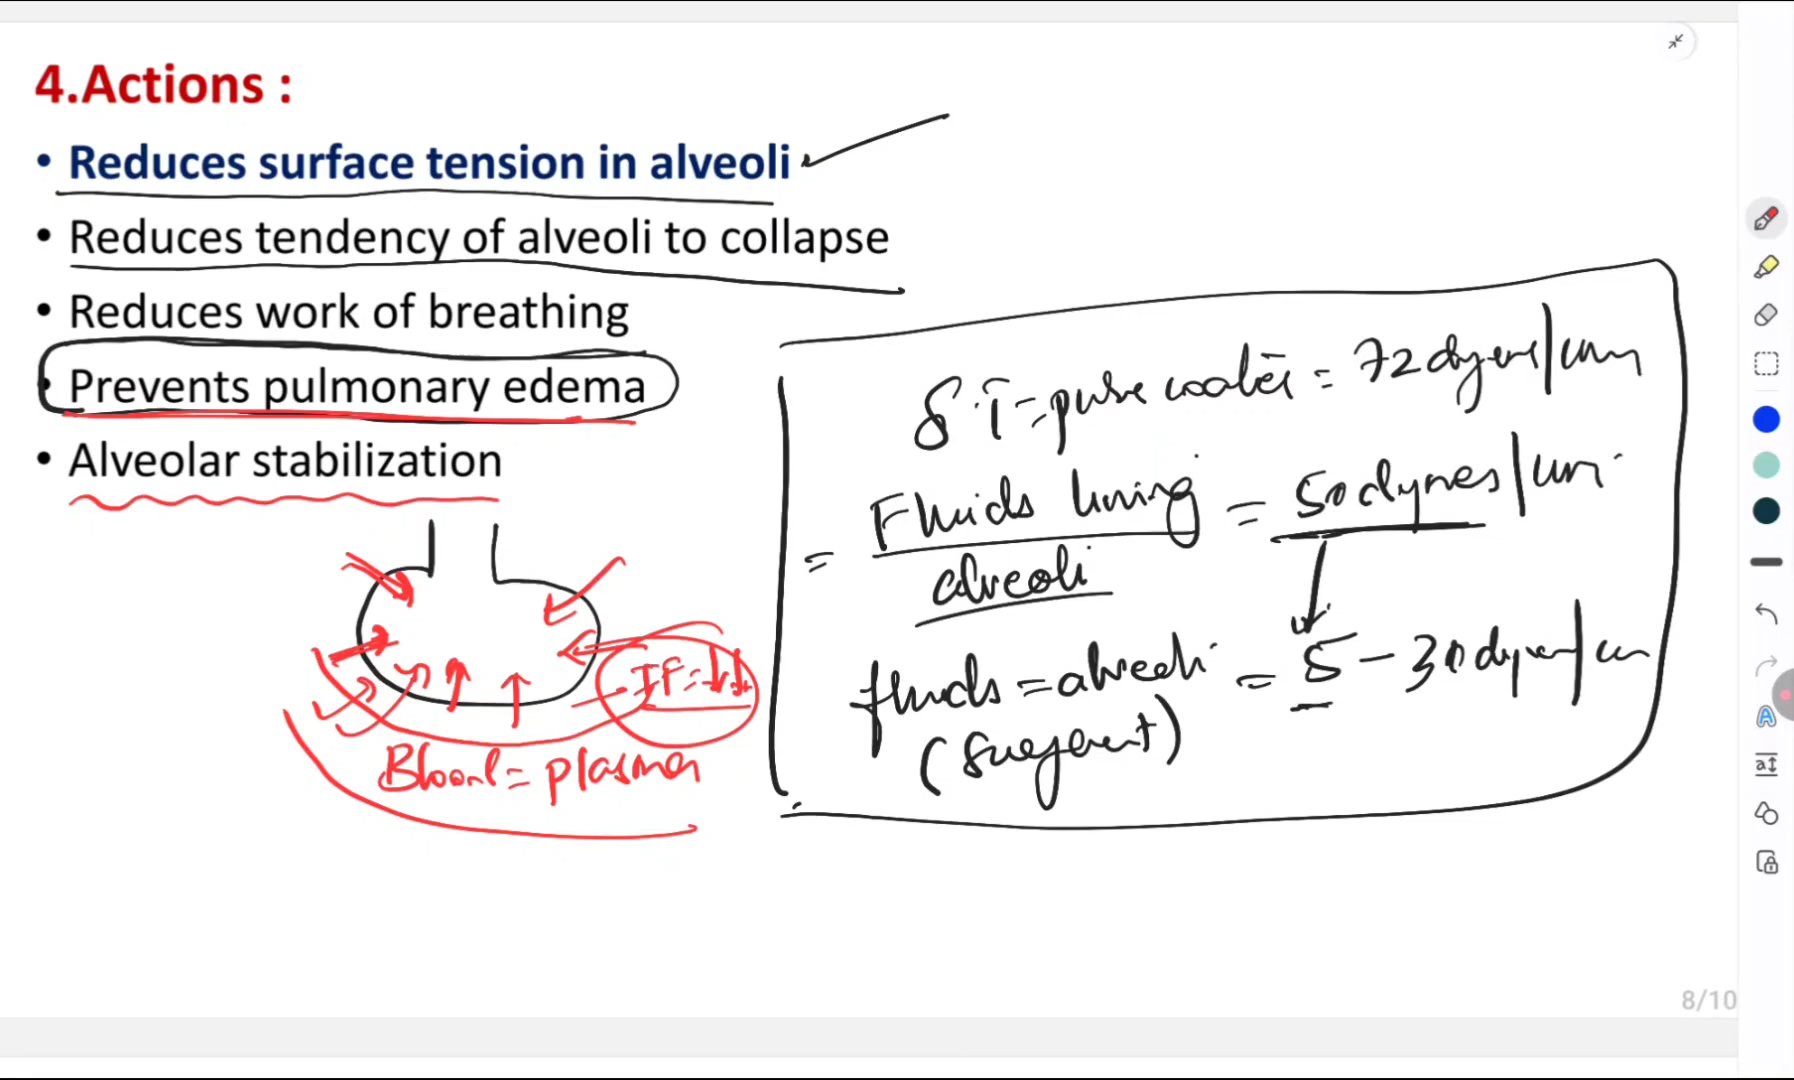 4.Actions :
• Reduces surface tension in alveoli
• Reduces tendency of alveoli to collapse
• Reduces work of breathing
• Prevents pulmonary edema
• Alveolar stabilization
S.T = pure water = 72 dynes/cm
= Fluids lining = 50 dynes/cm
alveoli
fluids = alveoli = 5 - 30 dynes/cm
IF =
Blood = plasma
8/10